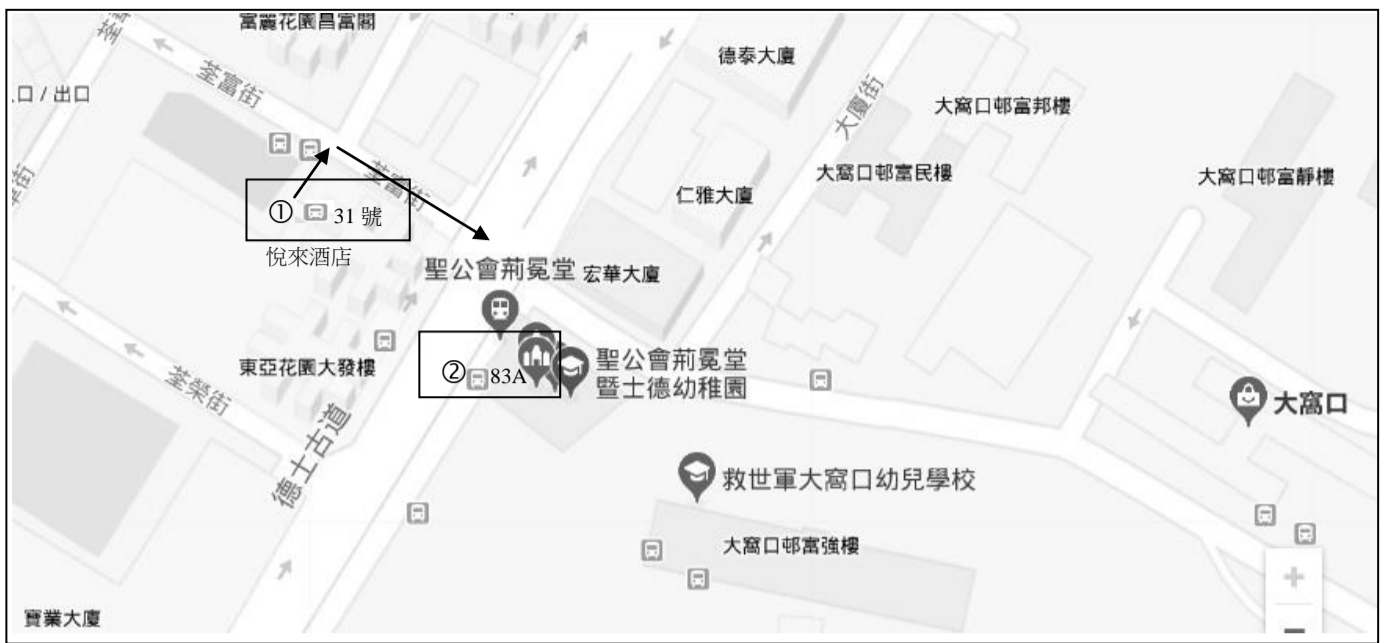 富麗花園昌富閣
荃
德泰大廈
口 / 出口
荃富街
大廈街
大窩口邨富邦樓
荃富街
大窩口邨富民樓
大窩口邨富靜樓
① 31 號
仁雅大廈
悅來酒店
聖公會荊冕堂
宏華大廈
東亞花園大發樓
② 83A
聖公會荊冕堂
暨士德幼稚園
荃榮街
大窩口
德士古道
救世軍大窩口幼兒學校
大窩口邨富強樓
寶業大廈